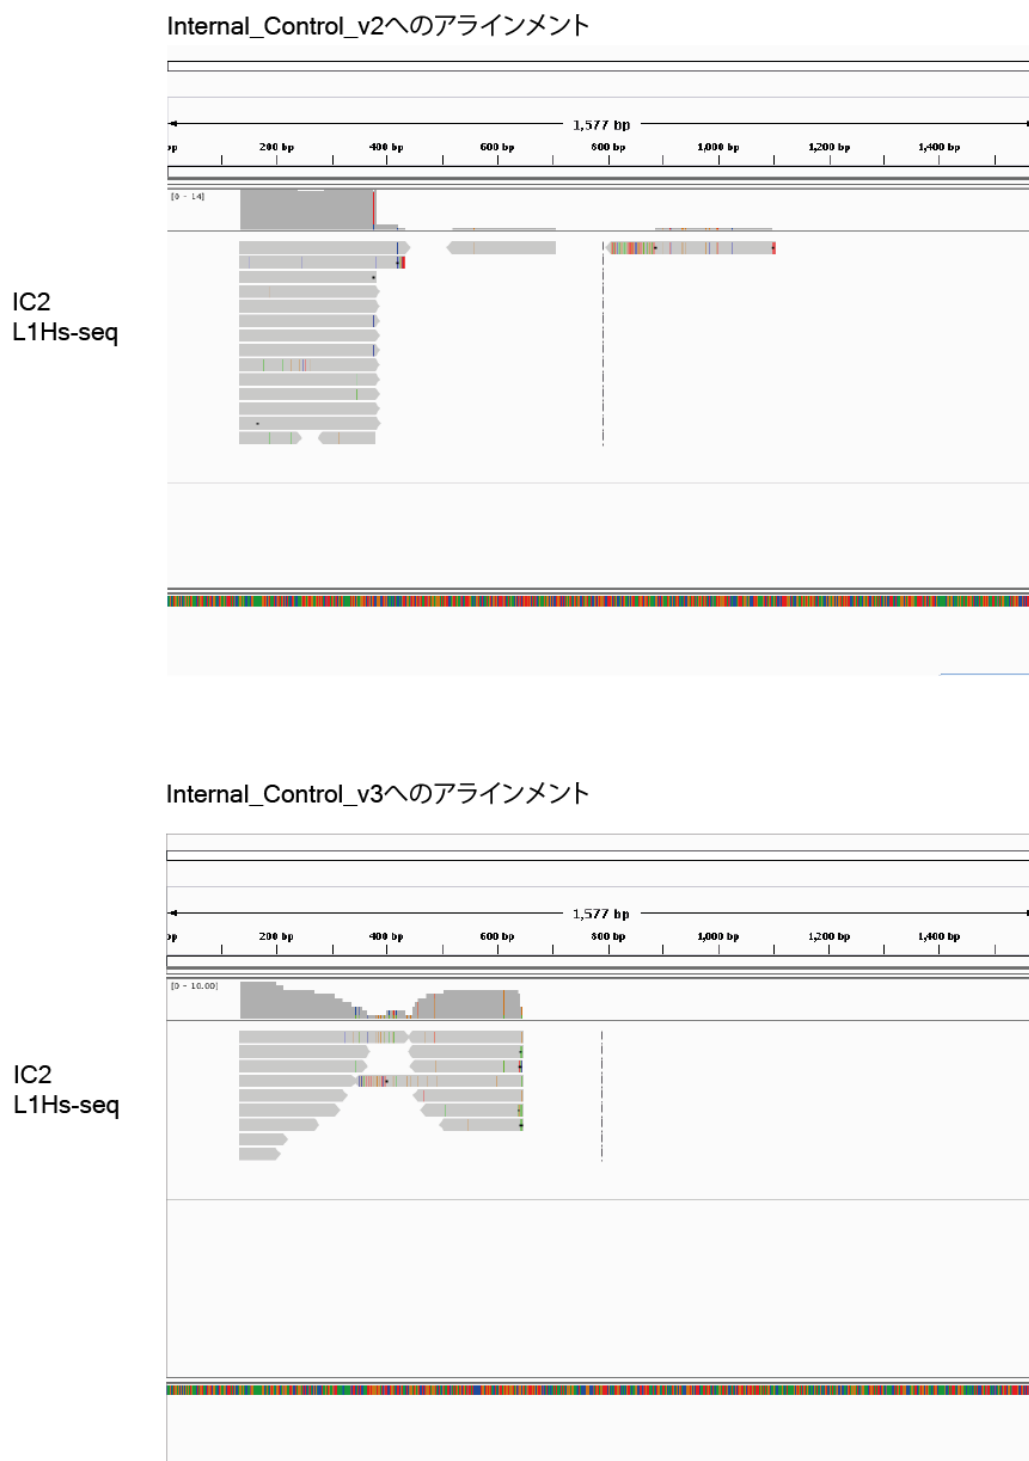 Internal_Control_v2へのアラインメント
1,577 bp
bp 200 bp 400 bp 600 bp 800 bp 1,000 bp 1,200 bp 1,400 bp
[0 - 14]
IC2
L1Hs-seq
Internal_Control_v3へのアラインメント
1,577 bp
bp 200 bp 400 bp 600 bp 800 bp 1,000 bp 1,200 bp 1,400 bp
[0 - 10.00]
IC2
L1Hs-seq